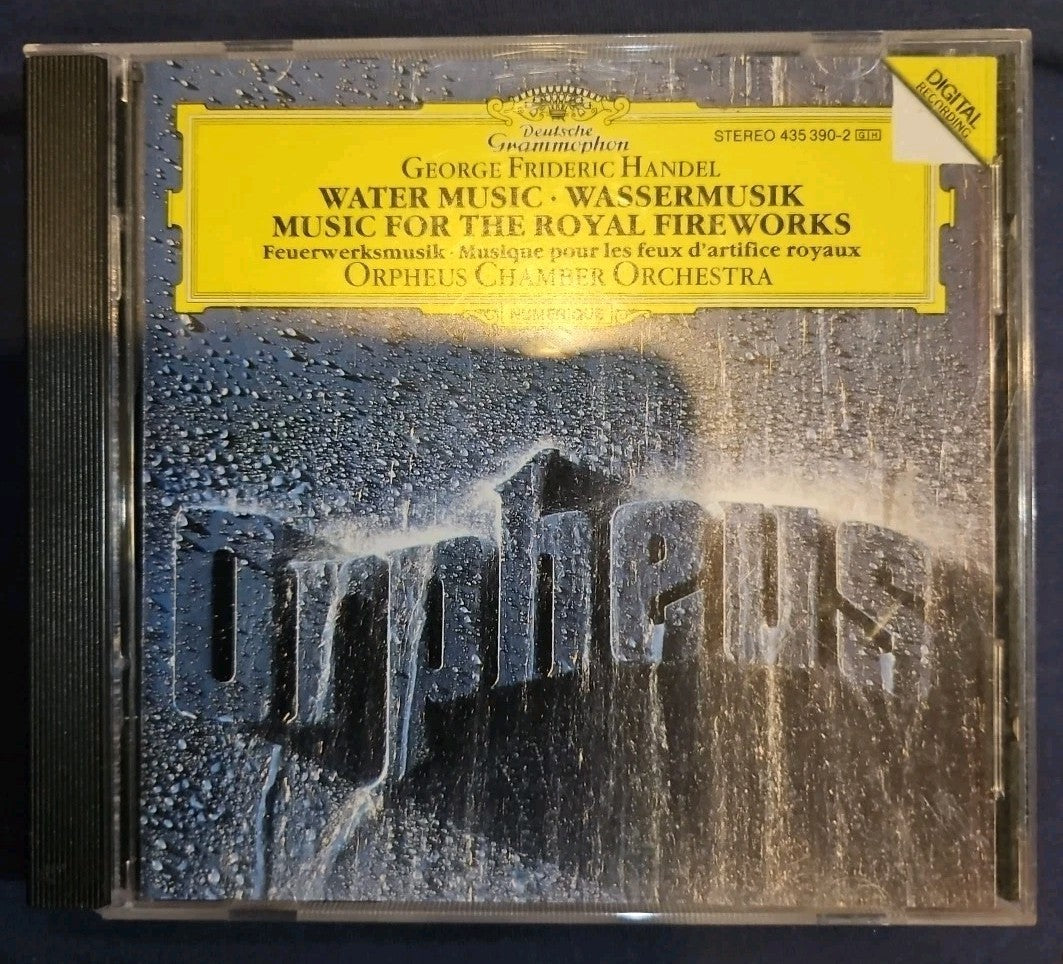 Deutsche
Grammophon
DIGITAL
RECORDING
STEREO 435 390-2 GH
GEORGE FRIDERIC HANDEL
WATER MUSIC · WASSERMUSIK
MUSIC FOR THE ROYAL FIREWORKS
Feuerwerksmusik · Musique pour les feux d'artifice royaux
ORPHEUS CHAMBER ORCHESTRA
NUMERIQUE
Orpheus